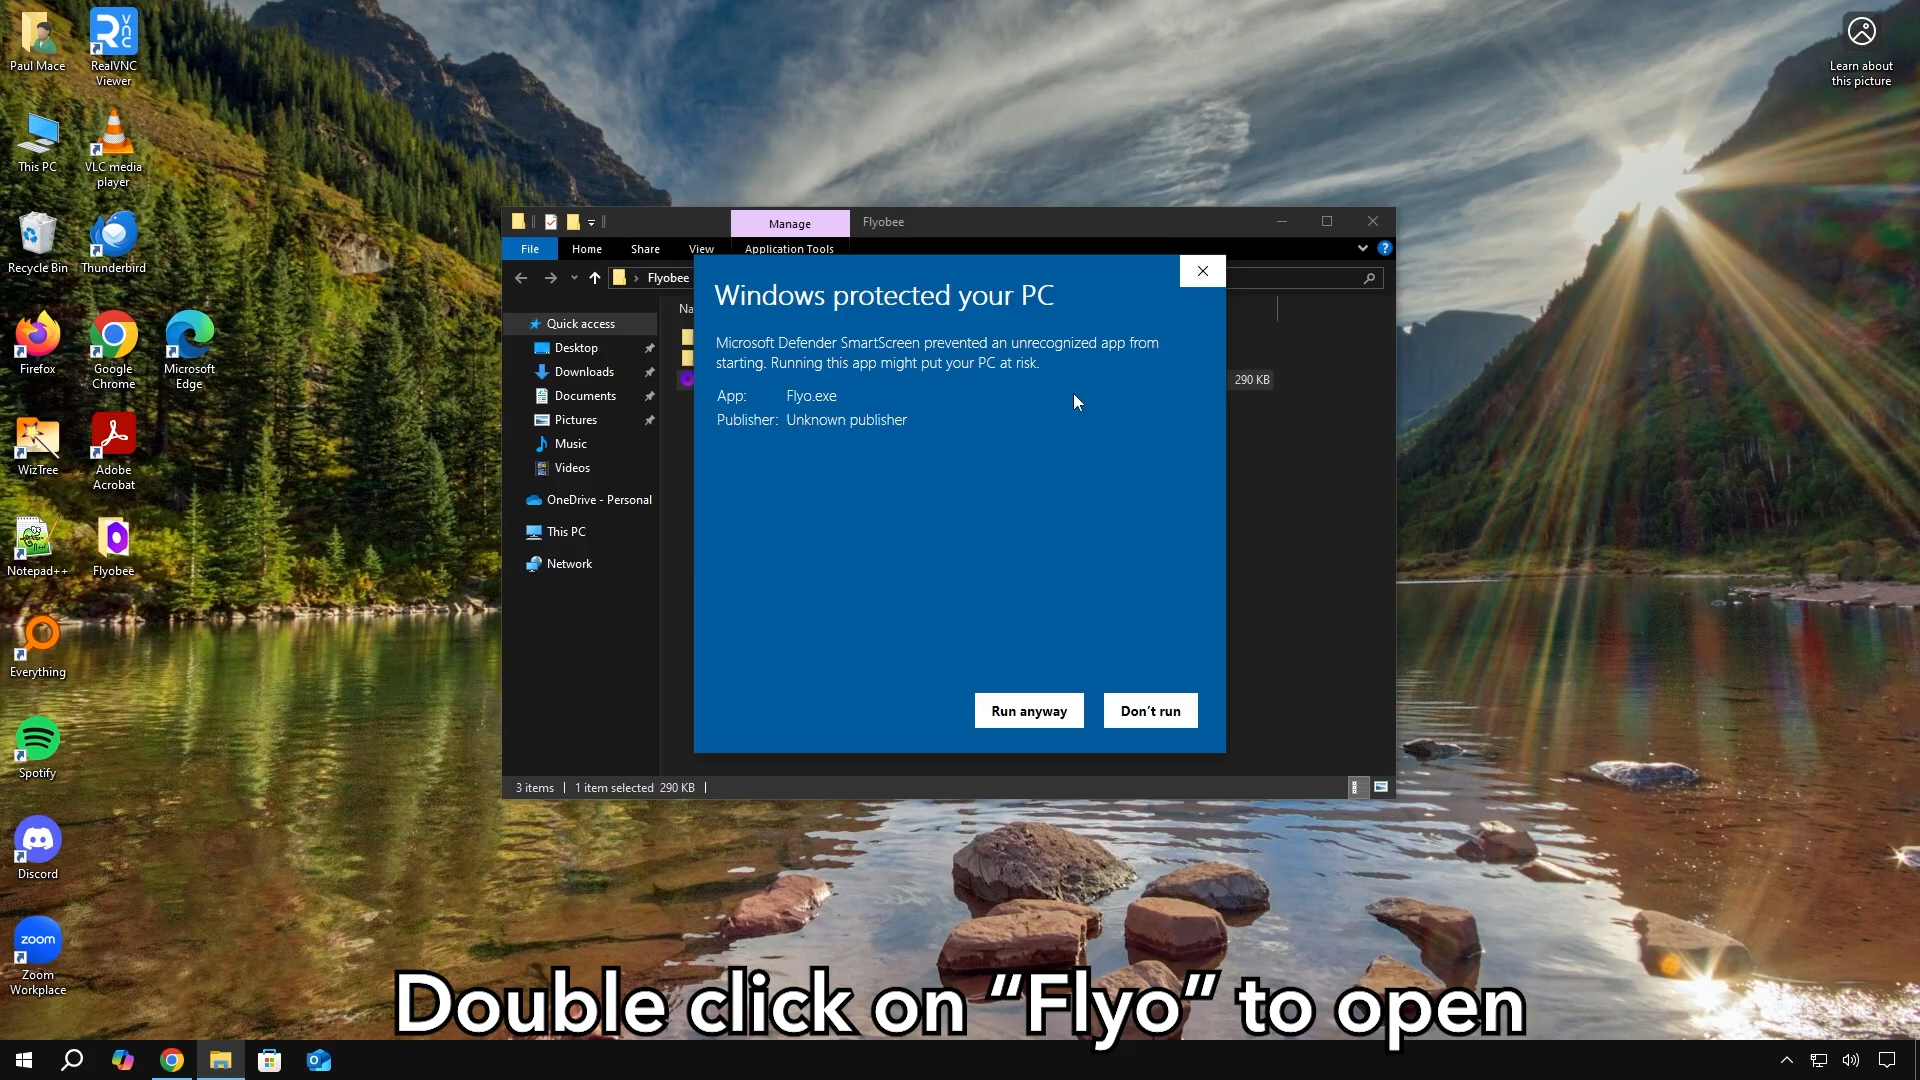 Paul Mace
RealVNC
Viewer
This PC
VLC media
player
Recycle Bin
Thunderbird
Firefox
Google
Chrome
Microsoft
Edge
WizTree
Adobe
Acrobat
Notepad++
Flyobee
Everything
Spotify
Discord
zoom
Zoom
Workplace
Learn about
this picture
Manage
Flyobee
File
Home
Share
View
Application Tools
Flyobee
Na
Quick access
Desktop
Downloads
Documents
Pictures
Music
Videos
OneDrive - Personal
This PC
Network
290 KB
Windows protected your PC
Microsoft Defender SmartScreen prevented an unrecognized app from
starting. Running this app might put your PC at risk.
App: Flyo.exe
Publisher: Unknown publisher
Run anyway
Don't run
3 items
1 item selected 290 KB
Double click on “Flyo” to open